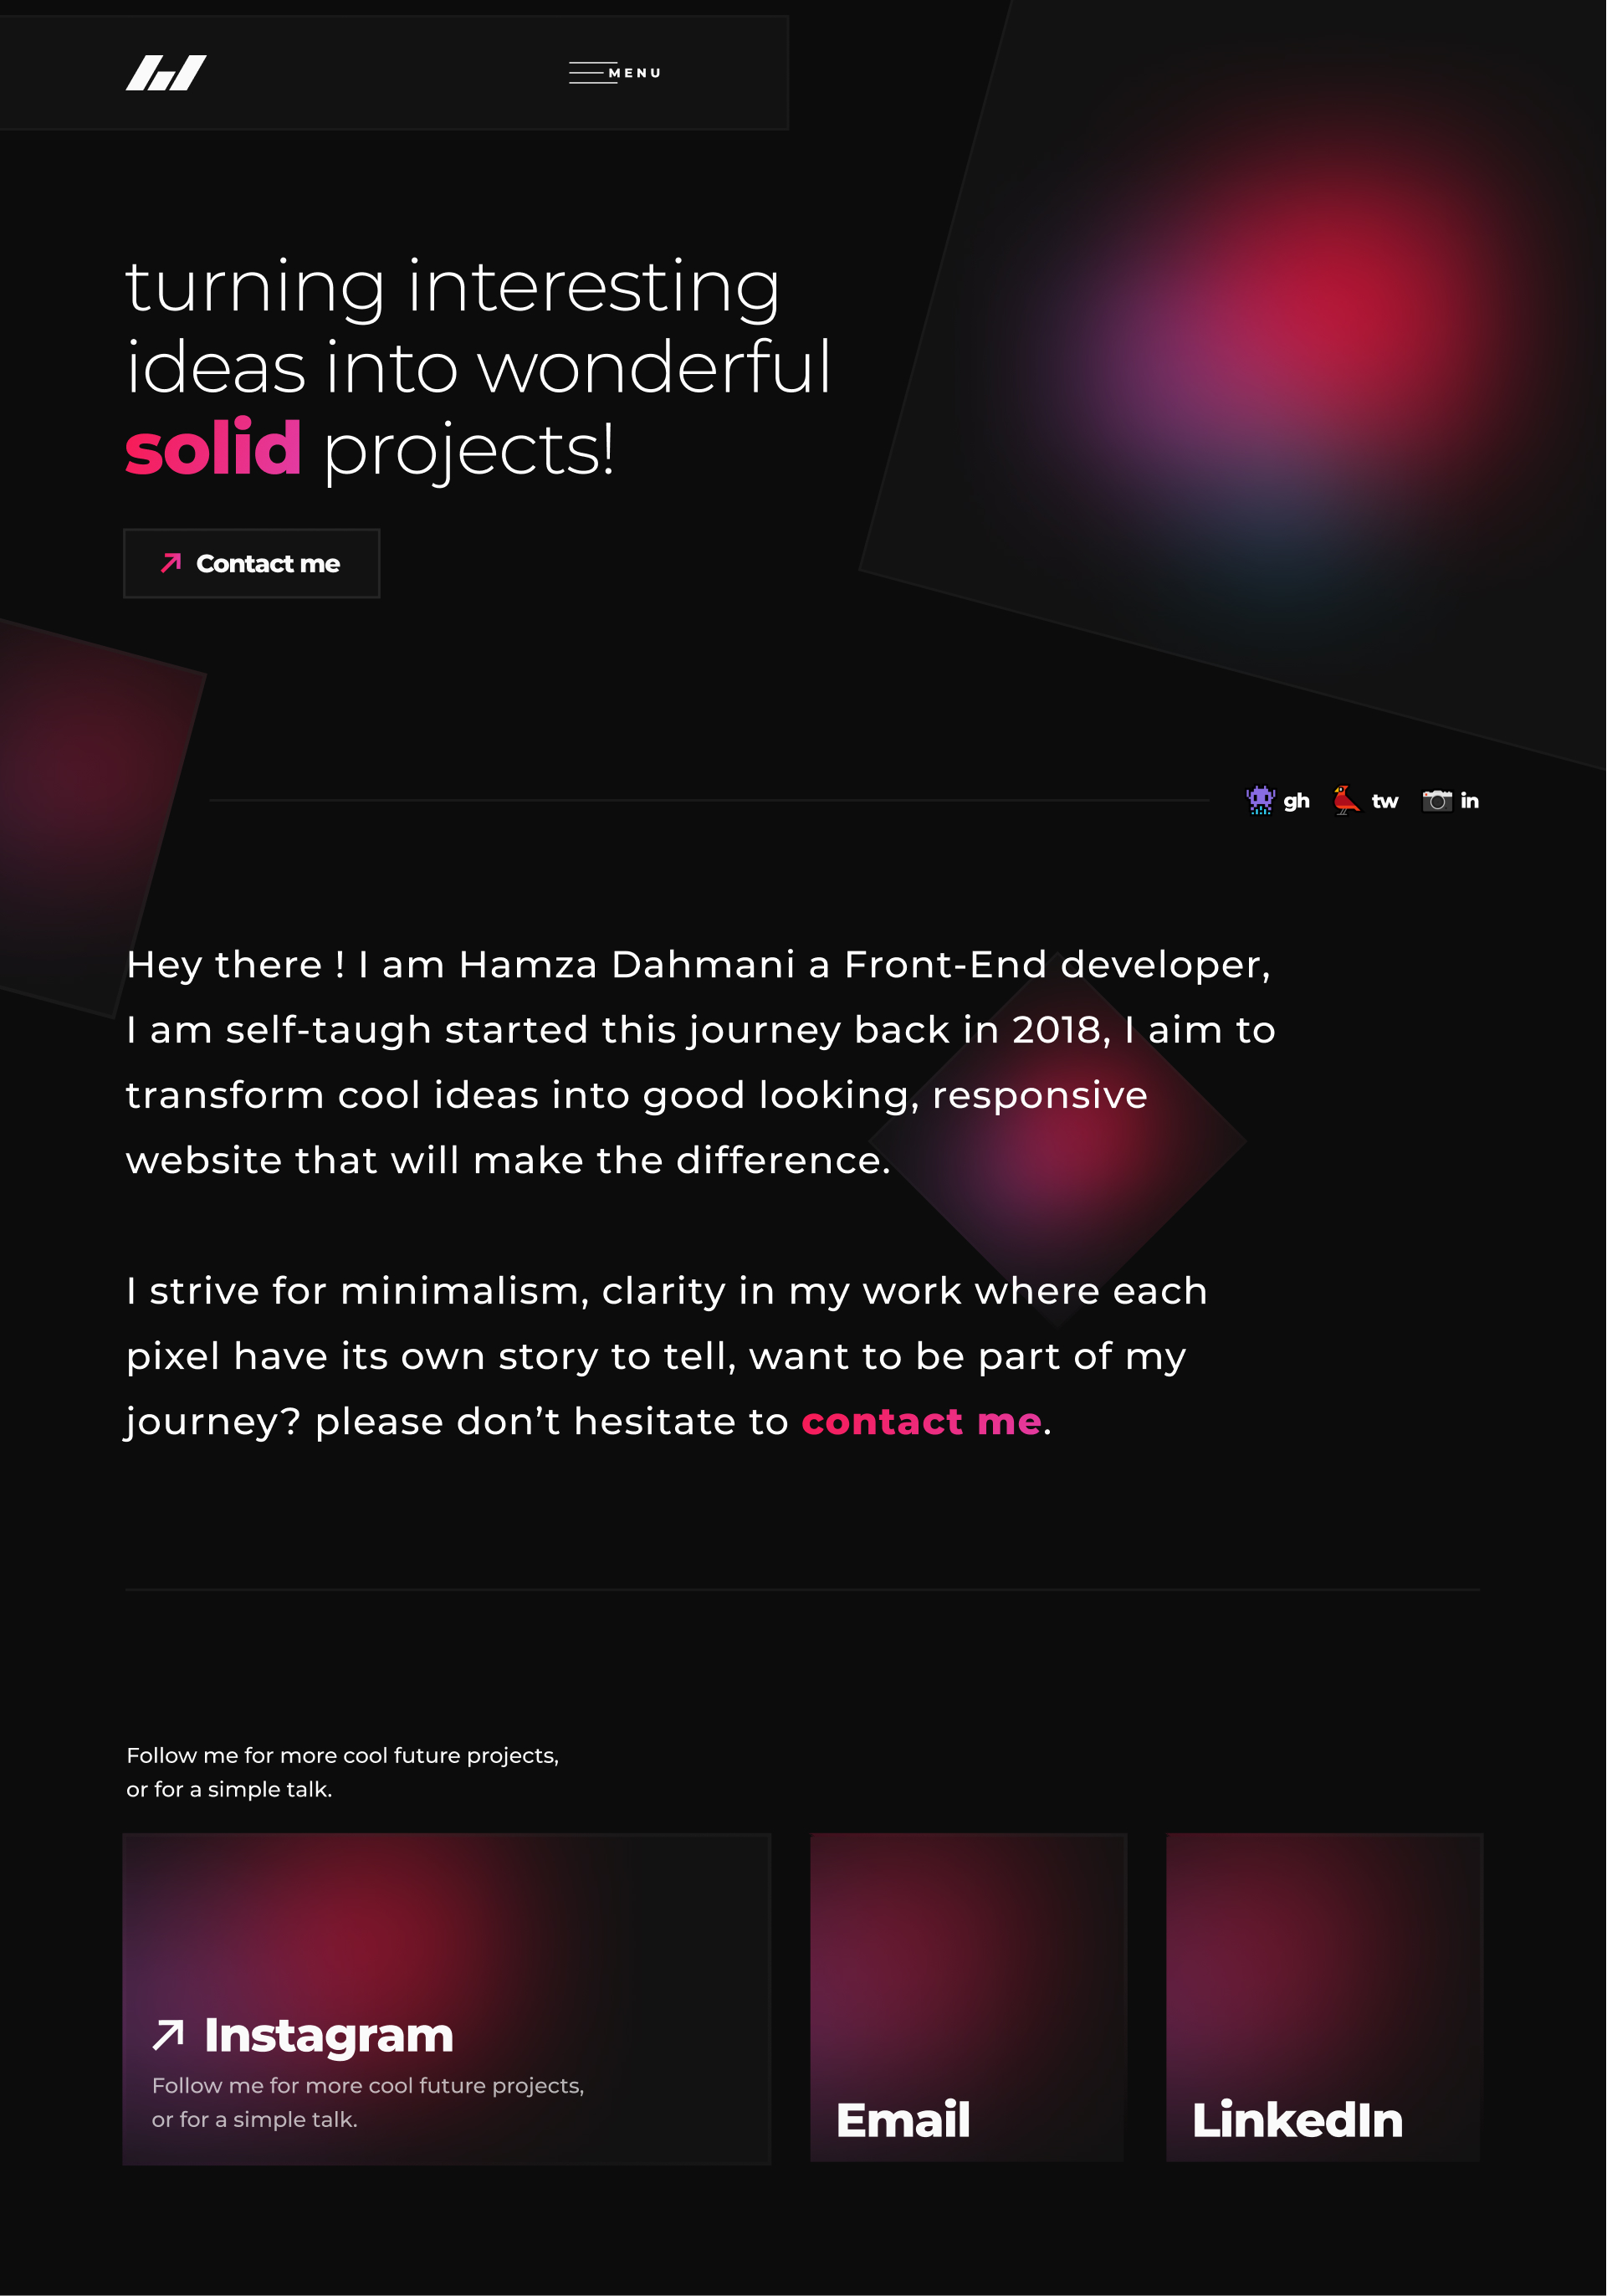 MENU
turning interesting
ideas into wonderful
solid projects!
Contact me
gh tw in
Hey there ! I am Hamza Dahmani a Front-End developer,
I am self-taugh started this journey back in 2018, I aim to
transform cool ideas into good looking, responsive
website that will make the difference.
I strive for minimalism, clarity in my work where each
pixel have its own story to tell, want to be part of my
journey? please don’t hesitate to contact me.
Follow me for more cool future projects,
or for a simple talk.
Instagram
Follow me for more cool future projects,
or for a simple talk.
Email
LinkedIn